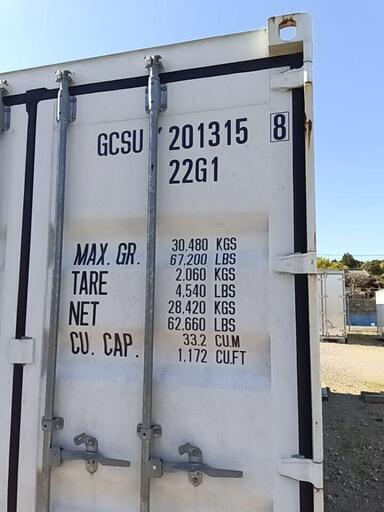 GCSU 201315 8
22G1
MAX. GR. 30,480 KGS
67,200 LBS
TARE 2,060 KGS
4,540 LBS
NET 28,420 KGS
62,660 LBS
CU. CAP. 33.2 CU.M
1,172 CU.FT